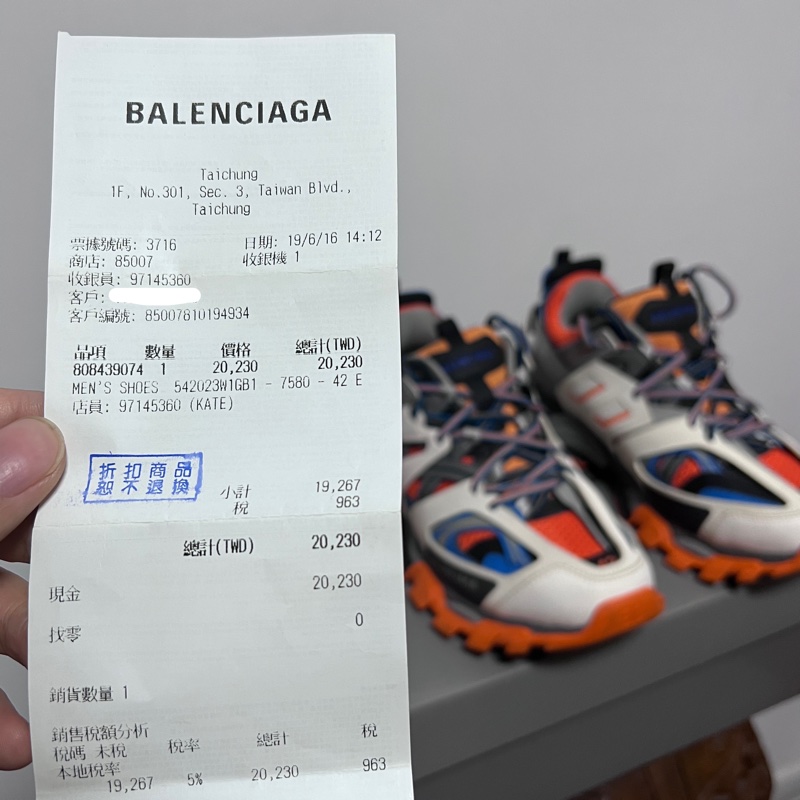 BALENCIAGA
Taichung
1F, No.301, Sec. 3, Taiwan Blvd.,
Taichung
票據號碼: 3716 日期: 19/6/16 14:12
商店: 85007 收銀機 1
收銀員: 97145360
客戶:
客戶編號: 85007810194934
品項 數量 價格 總計(TWD)
808439074 1 20,230 20,230
MEN'S SHOES 542023W1GB1 - 7580 - 42 E
店員: 97145360 (KATE)
折扣商品
恕不退換
小計 19,267
稅 963
總計(TWD) 20,230
現金 20,230
找零 0
銷貨數量 1
銷售稅額分析
稅碼 未稅 稅率 總計 稅
本地稅率
19,267 5% 20,230 963